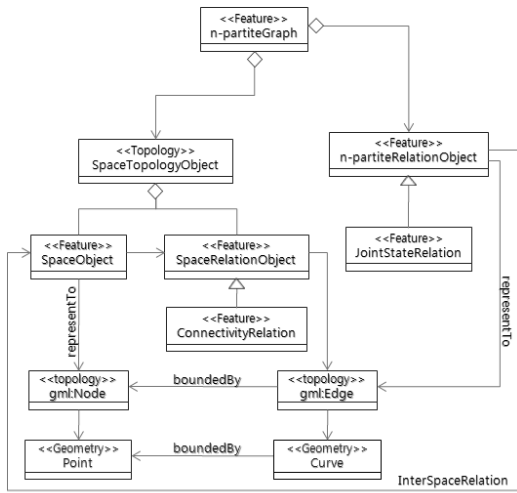 <<Feature>>
n-partiteGraph
<<Topology>>
SpaceTopologyObject
<<Feature>>
n-partiteRelationObject
<<Feature>>
SpaceObject
<<Feature>>
SpaceRelationObject
<<Feature>>
JointStateRelation
<<Feature>>
ConnectivityRelation
representTo
representTo
<<topology>>
gml:Node
boundedBy
<<topology>>
gml:Edge
<<Geometry>>
Point
boundedBy
<<Geometry>>
Curve
InterSpaceRelation